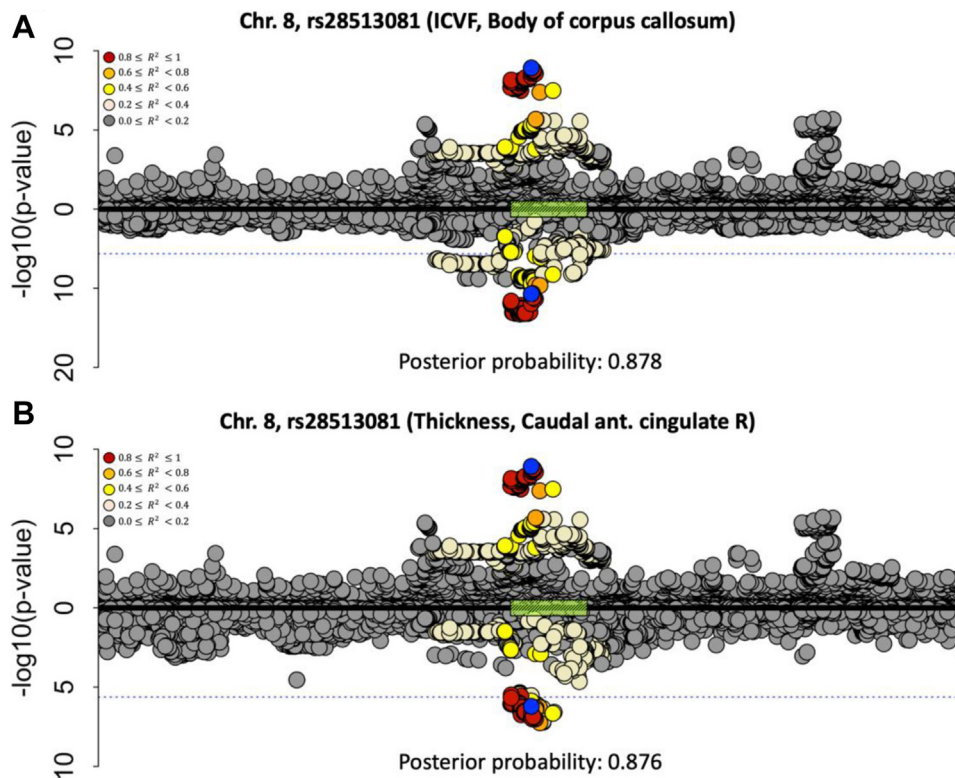 A
Chr. 8, rs28513081 (ICVF, Body of corpus callosum)
10
5
0
10
20
-log10(p-value)
0.8 ≤ R² ≤ 1
0.6 ≤ R² < 0.8
0.4 ≤ R² < 0.6
0.2 ≤ R² < 0.4
0.0 ≤ R² < 0.2
Posterior probability: 0.878
B
Chr. 8, rs28513081 (Thickness, Caudal ant. cingulate R)
10
5
0
5
10
-log10(p-value)
0.8 ≤ R² ≤ 1
0.6 ≤ R² < 0.8
0.4 ≤ R² < 0.6
0.2 ≤ R² < 0.4
0.0 ≤ R² < 0.2
Posterior probability: 0.876